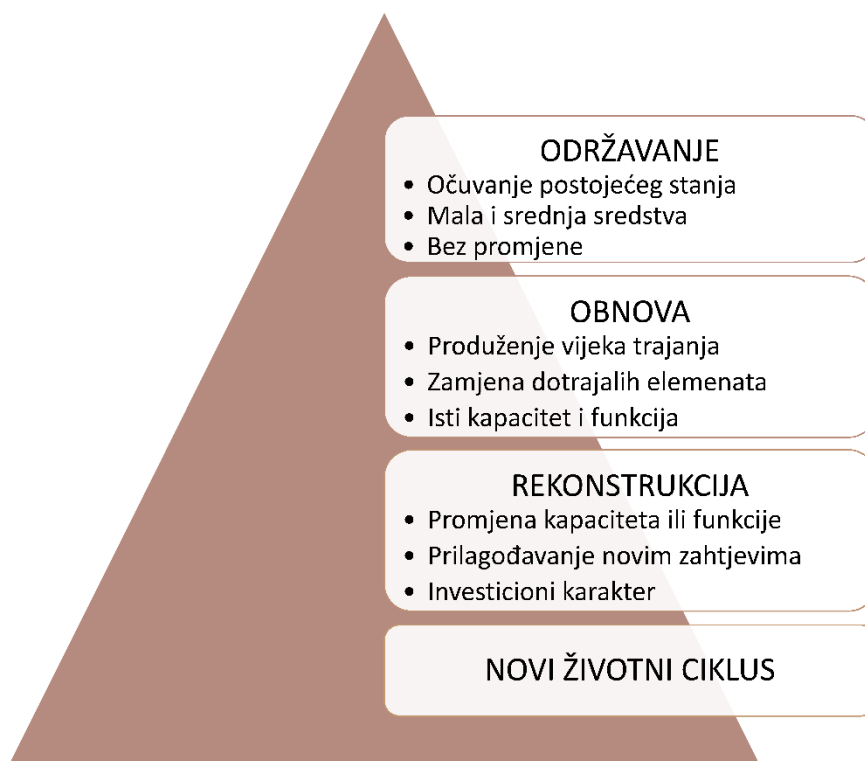 ODRŽAVANJE
• Očuvanje postojećeg stanja
• Mala i srednja sredstva
• Bez promjene
OBNOVA
• Produženje vijeka trajanja
• Zamjena dotrajalih elemenata
• Isti kapacitet i funkcija
REKONSTRUKCIJA
• Promjena kapaciteta ili funkcije
• Prilagođavanje novim zahtjevima
• Investicioni karakter
NOVI ŽIVOTNI CIKLUS